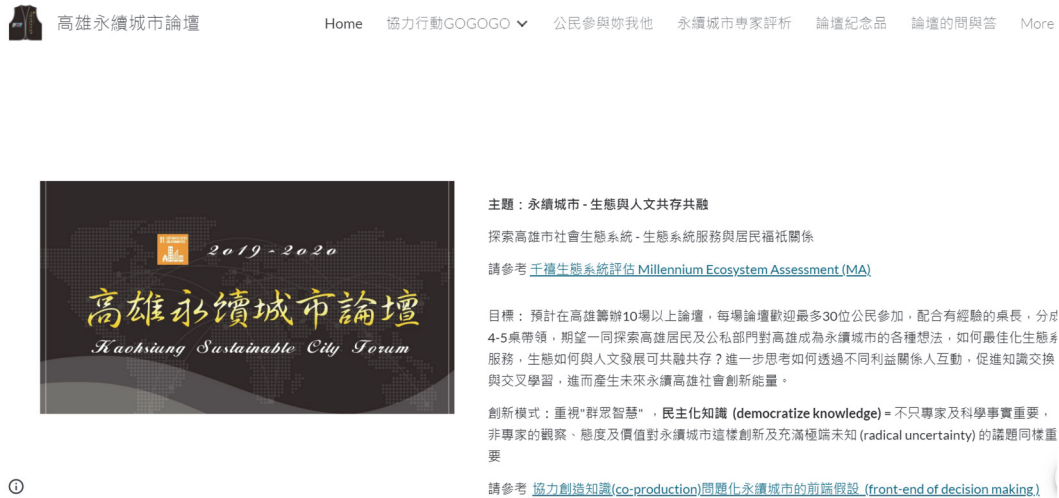 高雄永續城市論壇
Home 協力行動GOGOGO 公民參與妳我他 永續城市專家評析 論壇紀念品 論壇的問與答 More
2019-2020
高雄永續城市論壇
Kaohsiung Sustainable City Forum
主題：永續城市 - 生態與人文共存共融
探索高雄市社會生態系統 - 生態系統服務與居民福祇關係
請參考 千禧生態系統評估 Millennium Ecosystem Assessment (MA)
目標： 預計在高雄籌辦10場以上論壇，每場論壇歡迎最多30位公民參加，配合有經驗的桌長，分成
4-5桌帶領，期望一同探索高雄居民及公私部門對高雄成為永續城市的各種想法，如何最佳化生態系
服務，生態如何與人文發展可共融共存？進一步思考如何透過不同利益關係人互動，促進知識交換
與交叉學習，進而產生未來永續高雄社會創新能量。
創新模式：重視"群眾智慧" ，民主化知識 (democratize knowledge) = 不只專家及科學事實重要，
非專家的觀察、態度及價值對永續城市這樣創新及充滿極端未知 (radical uncertainty) 的議題同樣重
要
請參考 協力創造知識(co-production)問題化永續城市的前端假設 (front-end of decision making )